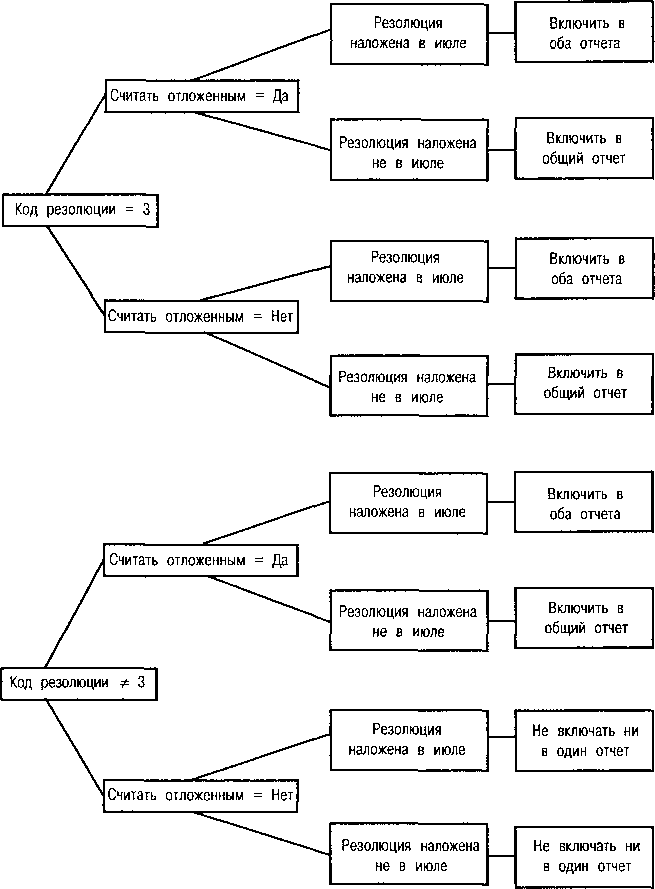 Резолюция
наложена в июле
Включить в
оба отчета
Считать отложенным = Да
Резолюция наложена
не в июле
Включить в
общий отчет
Код резолюции = 3
Резолюция
наложена в июле
Включить в
оба отчета
Считать отложенным = Нет
Резолюция наложена
не в июле
Включить в
общий отчет
Резолюция
наложена в июле
Включить в
оба отчета
Считать отложенным = Да
Резолюция наложена
не в июле
Включить в
общий отчет
Код резолюции ≠ 3
Резолюция
наложена в июле
Не включать ни
в один отчет
Считать отложенным = Нет
Резолюция наложена
не в июле
Не включать ни
в один отчет